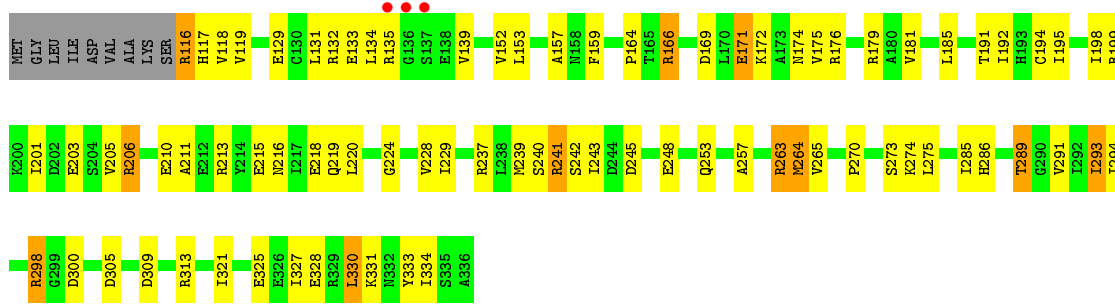 MET GLY LEU ILE ASP VAL ALA LYS SER R116 H117 V118 V119 E129 C130 L131 R132 E133 L134 R135 G136 S137 E138 V139 V152 L153 A157 N158 F159 P164 T165 R166 D169 L170 E171 K172 A173 N174 V175 R176 R179 A180 V181 L185 T191 I192 H193 C194 I195 I198
K200 I201 D202 E203 S204 V205 R206 E210 A211 E212 R213 Y214 E215 N216 I217 E218 Q219 L220 G224 V228 I229 R237 L238 M239 S240 R241 S242 I243 D244 D245 E248 Q253 A257 R263 M264 V265 P270 S273 K274 L275 I285 H286 T289 G290 V291 I292 I293
R298 G299 D300 D305 D309 R313 I321 E325 E326 I327 E328 R329 L330 K331 N332 Y333 I334 S335 A336